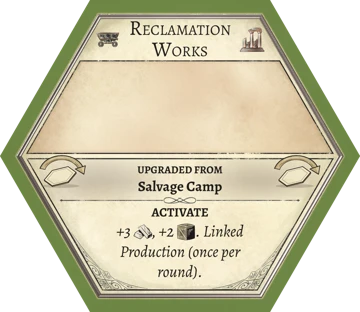 Reclamation
Works
UPGRADED FROM
Salvage Camp
ACTIVATE
+3 , +2 . Linked
Production (once per
round).